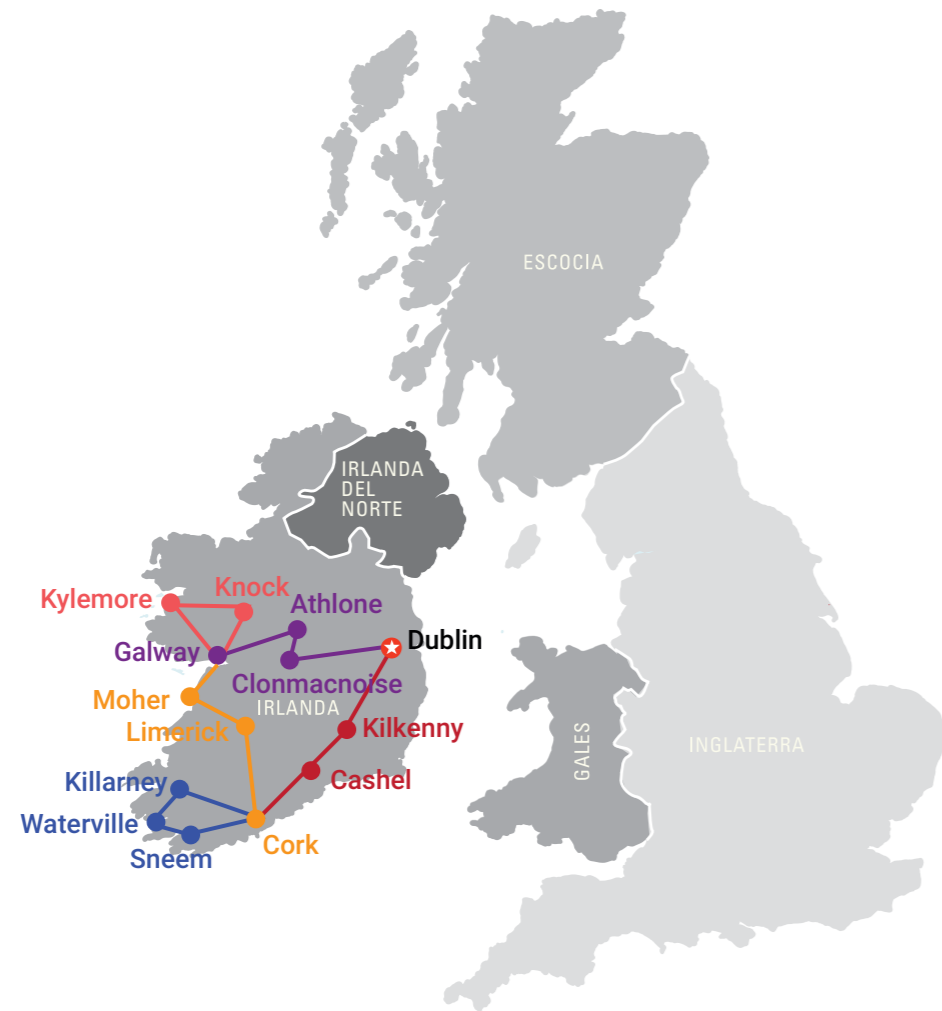 ESCOCIA
IRLANDA
DEL
NORTE
Knock
Kylemore
Athlone
Dublin
Galway
Clonmacnoise
Moher
IRLANDA
Limerick
Kilkenny
GALES
INGLATERRA
Killarney
Cashel
Waterville
Cork
Sneem